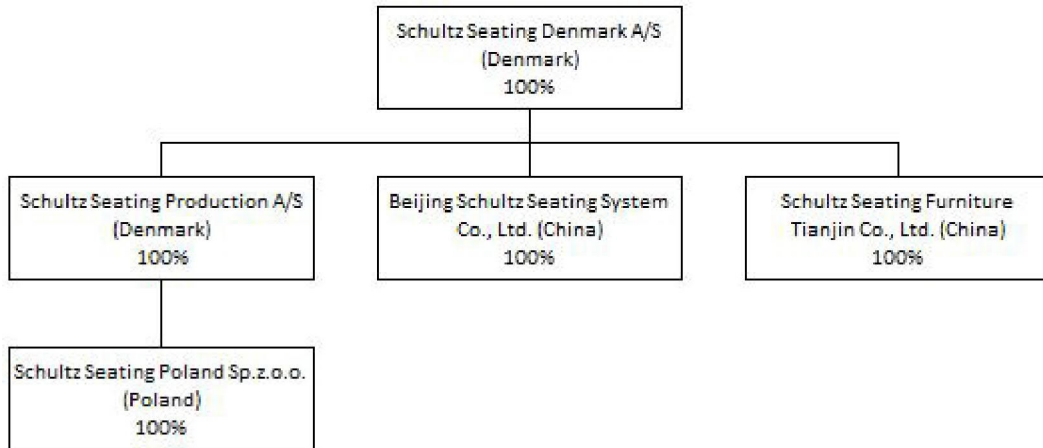 Schultz Seating Denmark A/S
(Denmark)
100%
Schultz Seating Production A/S
(Denmark)
100%
Beijing Schultz Seating System
Co., Ltd. (China)
100%
Schultz Seating Furniture
Tianjin Co., Ltd. (China)
100%
Schultz Seating Poland Sp.z.o.o.
(Poland)
100%